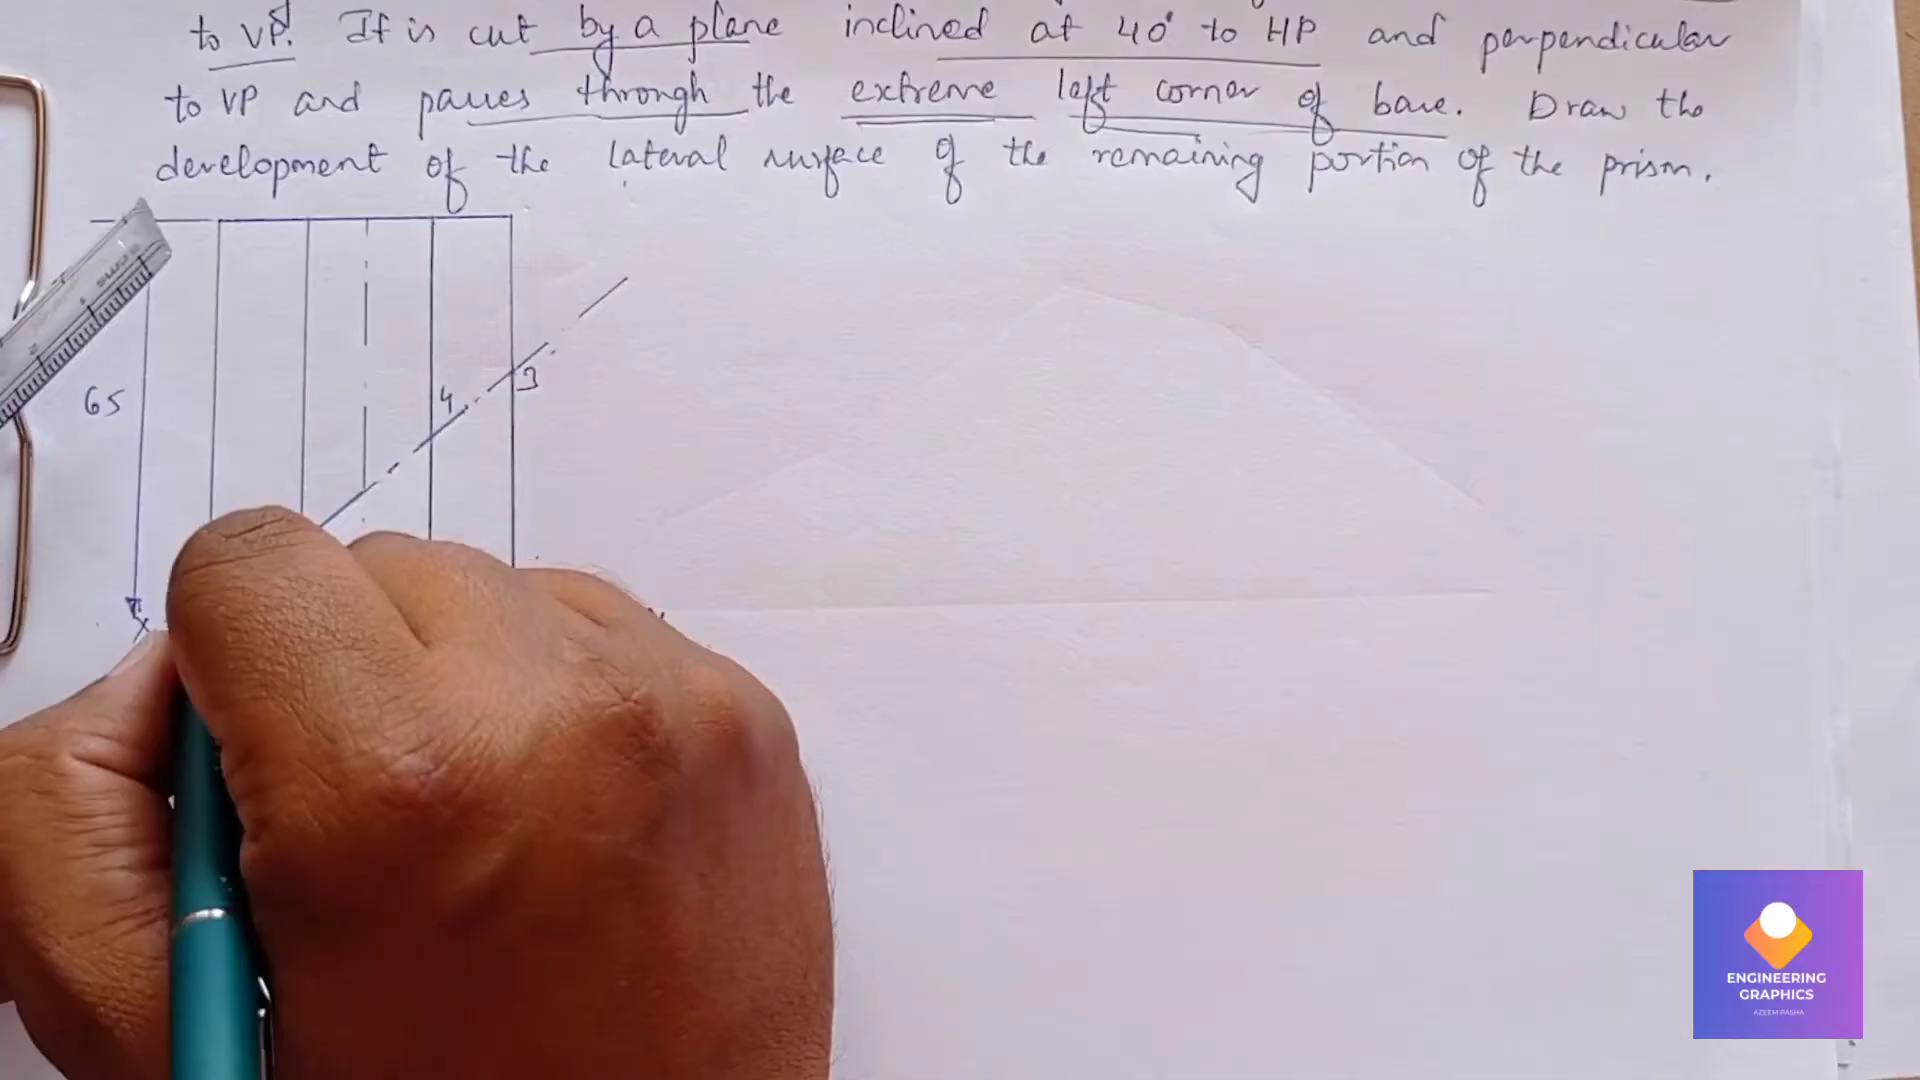 to VP. It is cut by a plane inclined at 40° to HP and perpendicular
to VP and passes through the extreme left corner of base. Draw the
development of the lateral surface of the remaining portion of the prism.
65
4
3
X
ENGINEERING
GRAPHICS
AZEEM PASHA